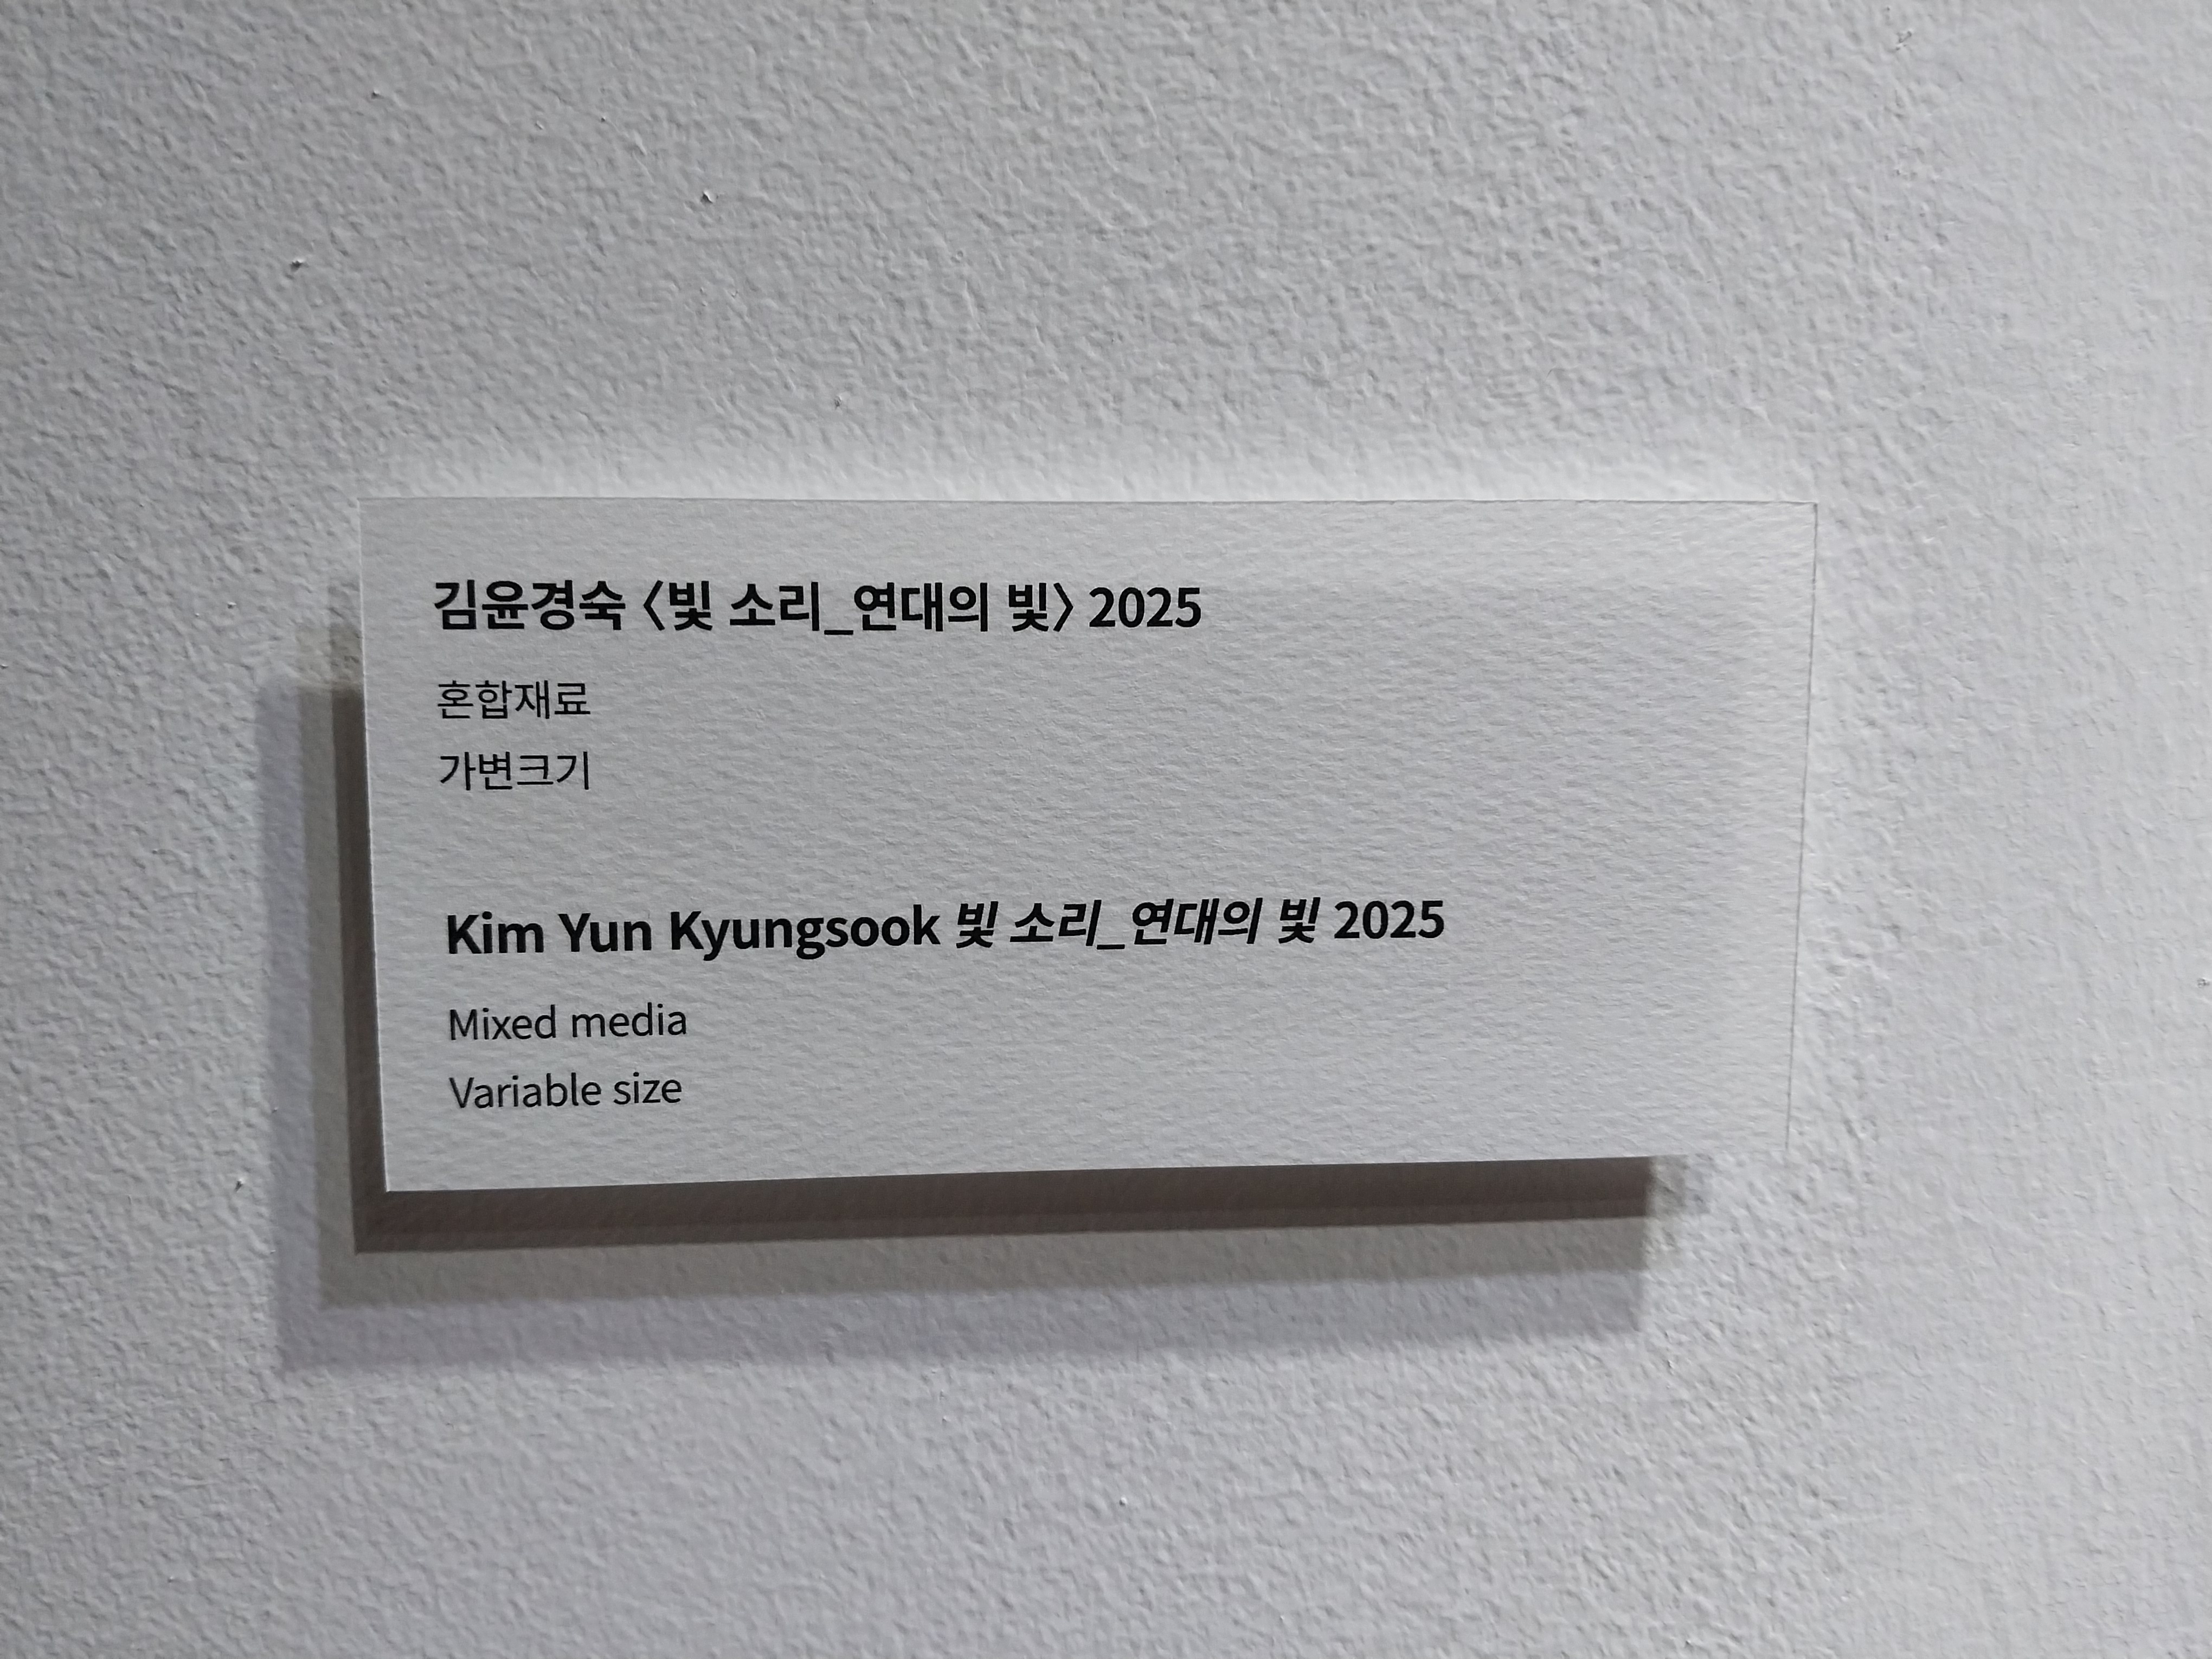 김윤경숙 〈빛 소리_연대의 빛〉 2025
혼합재료
가변크기
Kim Yun Kyungsook 빛 소리_연대의 빛 2025
Mixed media
Variable size